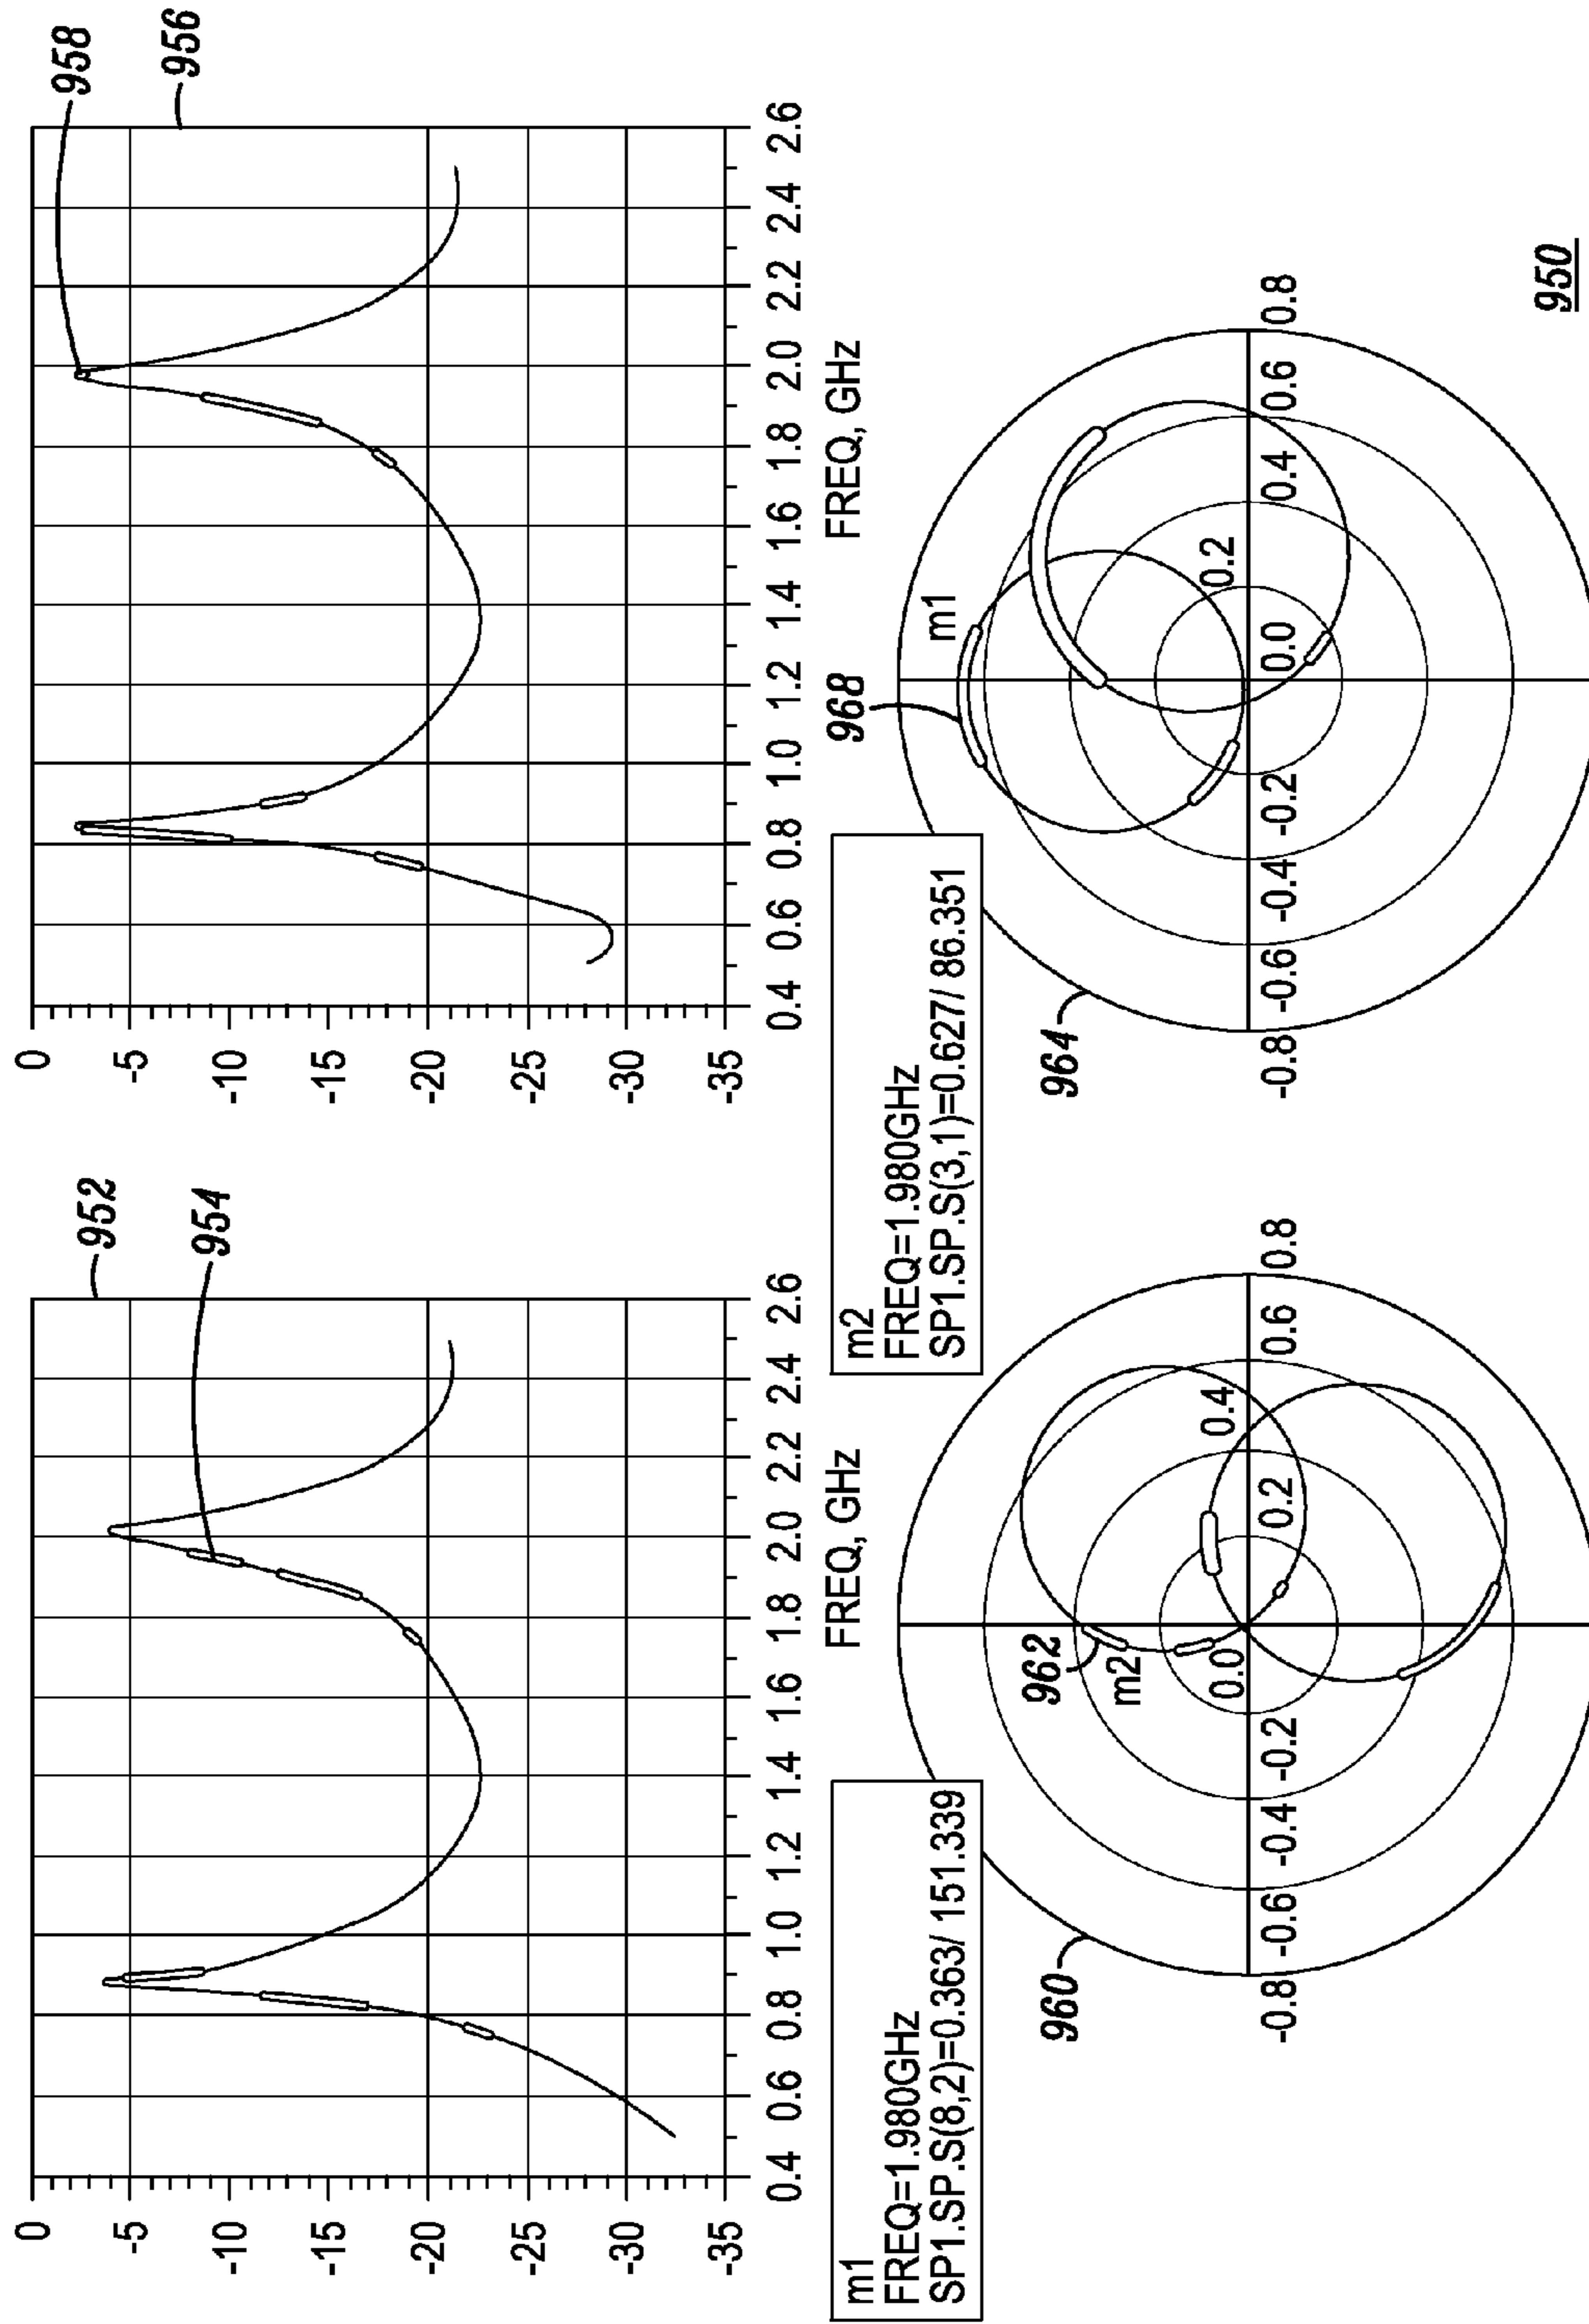 952
954
0
-5
-10
-15
-20
-25
-30
-35
0.4 0.6 0.8 1.0 1.2 1.4 1.6 1.8 2.0 2.2 2.4 2.6
FREQ, GHz
958
956
0
-5
-10
-15
-20
-25
-30
-35
0.4 0.6 0.8 1.0 1.2 1.4 1.6 1.8 2.0 2.2 2.4 2.6
FREQ, GHz
m1
FREQ=1.980GHz
SP1.SP.S(8,2)=0.363/ 151.339
960
962
m2
-0.8 -0.6 -0.4 -0.2 0.0 0.2 0.4 0.6 0.8
m2
FREQ=1.980GHz
SP1.SP.S(3,1)=0.627/ 86.351
964
968
m1
-0.8 -0.6 -0.4 -0.2 0.0 0.2 0.4 0.6 0.8
950